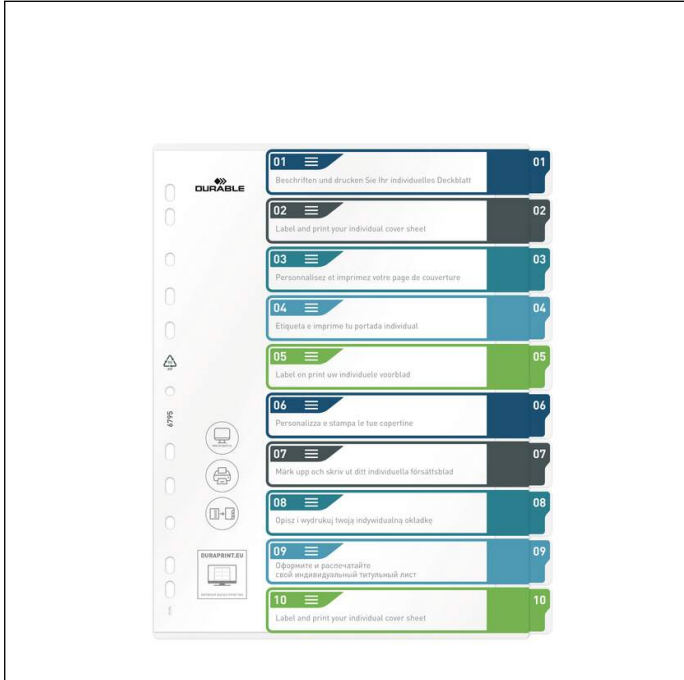 DURABLE
01
Beschriften und drucken Sie Ihr individuelles Deckblatt
01
02
Label and print your individual cover sheet
02
03
Personnalisez et imprimez votre page de couverture
03
04
Etiqueta e imprime tu portada individual
04
05
Label en print uw individuele voorblad
05
06
Personalizza e stampa le tue copertine
06
07
Märk upp och skriv ut ditt individuella försättsblad
07
08
Opisz i wydrukuj twoją indywidualną okładkę
08
09
Оформите и распечатайте
свой индивидуальный титульный лист
09
10
Label and print your individual cover sheet
10
6795
DURAPRINT.EU